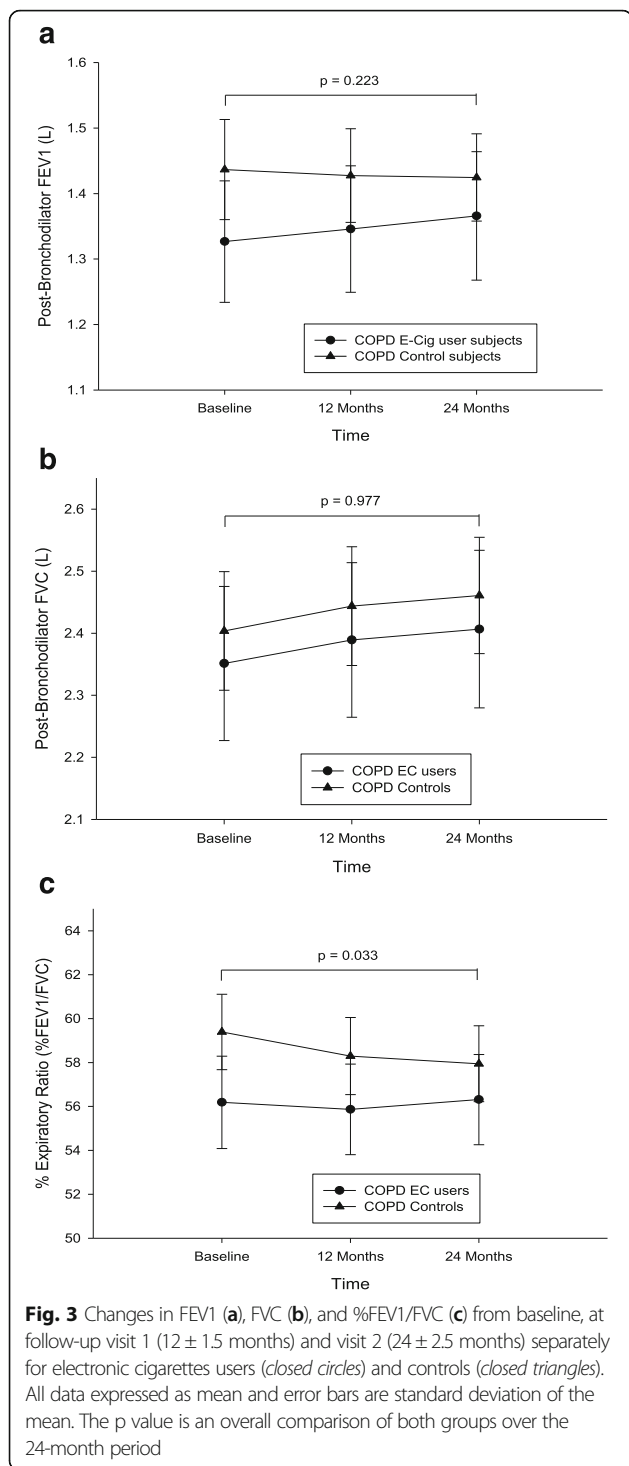 a
1.6
p = 0.223
1.5
1.4
1.3
1.2
1.1
Post-Bronchodilator FEV1 (L)
COPD E-Cig user subjects
COPD Control subjects
Baseline 12 Months 24 Months
Time
b
2.6
p = 0.977
2.5
2.4
2.3
2.2
2.1
Post-Bronchodilator FVC (L)
COPD EC users
COPD Controls
Baseline 12 Months 24 Months
Time
c
64
p = 0.033
62
60
58
56
54
52
50
% Expiratory Ratio (%FEV1/FVC)
COPD EC users
COPD Controls
Baseline 12 Months 24 Months
Time
Fig. 3 Changes in FEV1 (a), FVC (b), and %FEV1/FVC (c) from baseline, at
follow-up visit 1 (12 ± 1.5 months) and visit 2 (24 ± 2.5 months) separately
for electronic cigarettes users (closed circles) and controls (closed triangles).
All data expressed as mean and error bars are standard deviation of the
mean. The p value is an overall comparison of both groups over the
24-month period